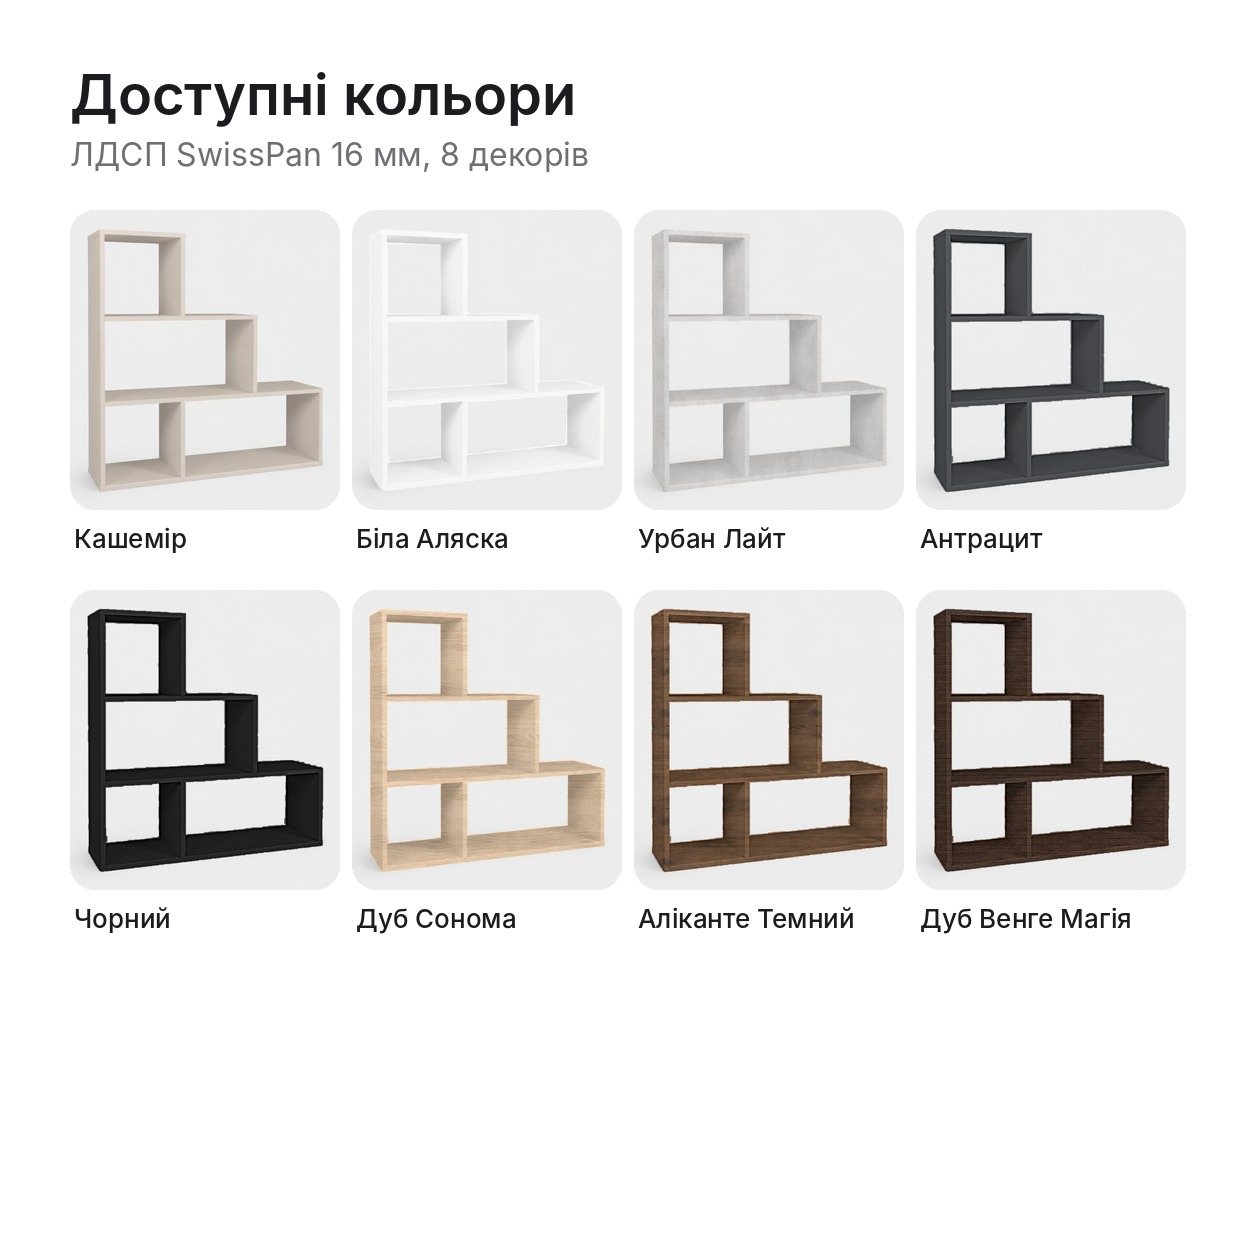 Доступні кольори
ЛДСП SwissPan 16 мм, 8 декорів
Кашемір
Біла Аляска
Урбан Лайт
Антрацит
Чорний
Дуб Сонома
Аліканте Темний
Дуб Венге Магія